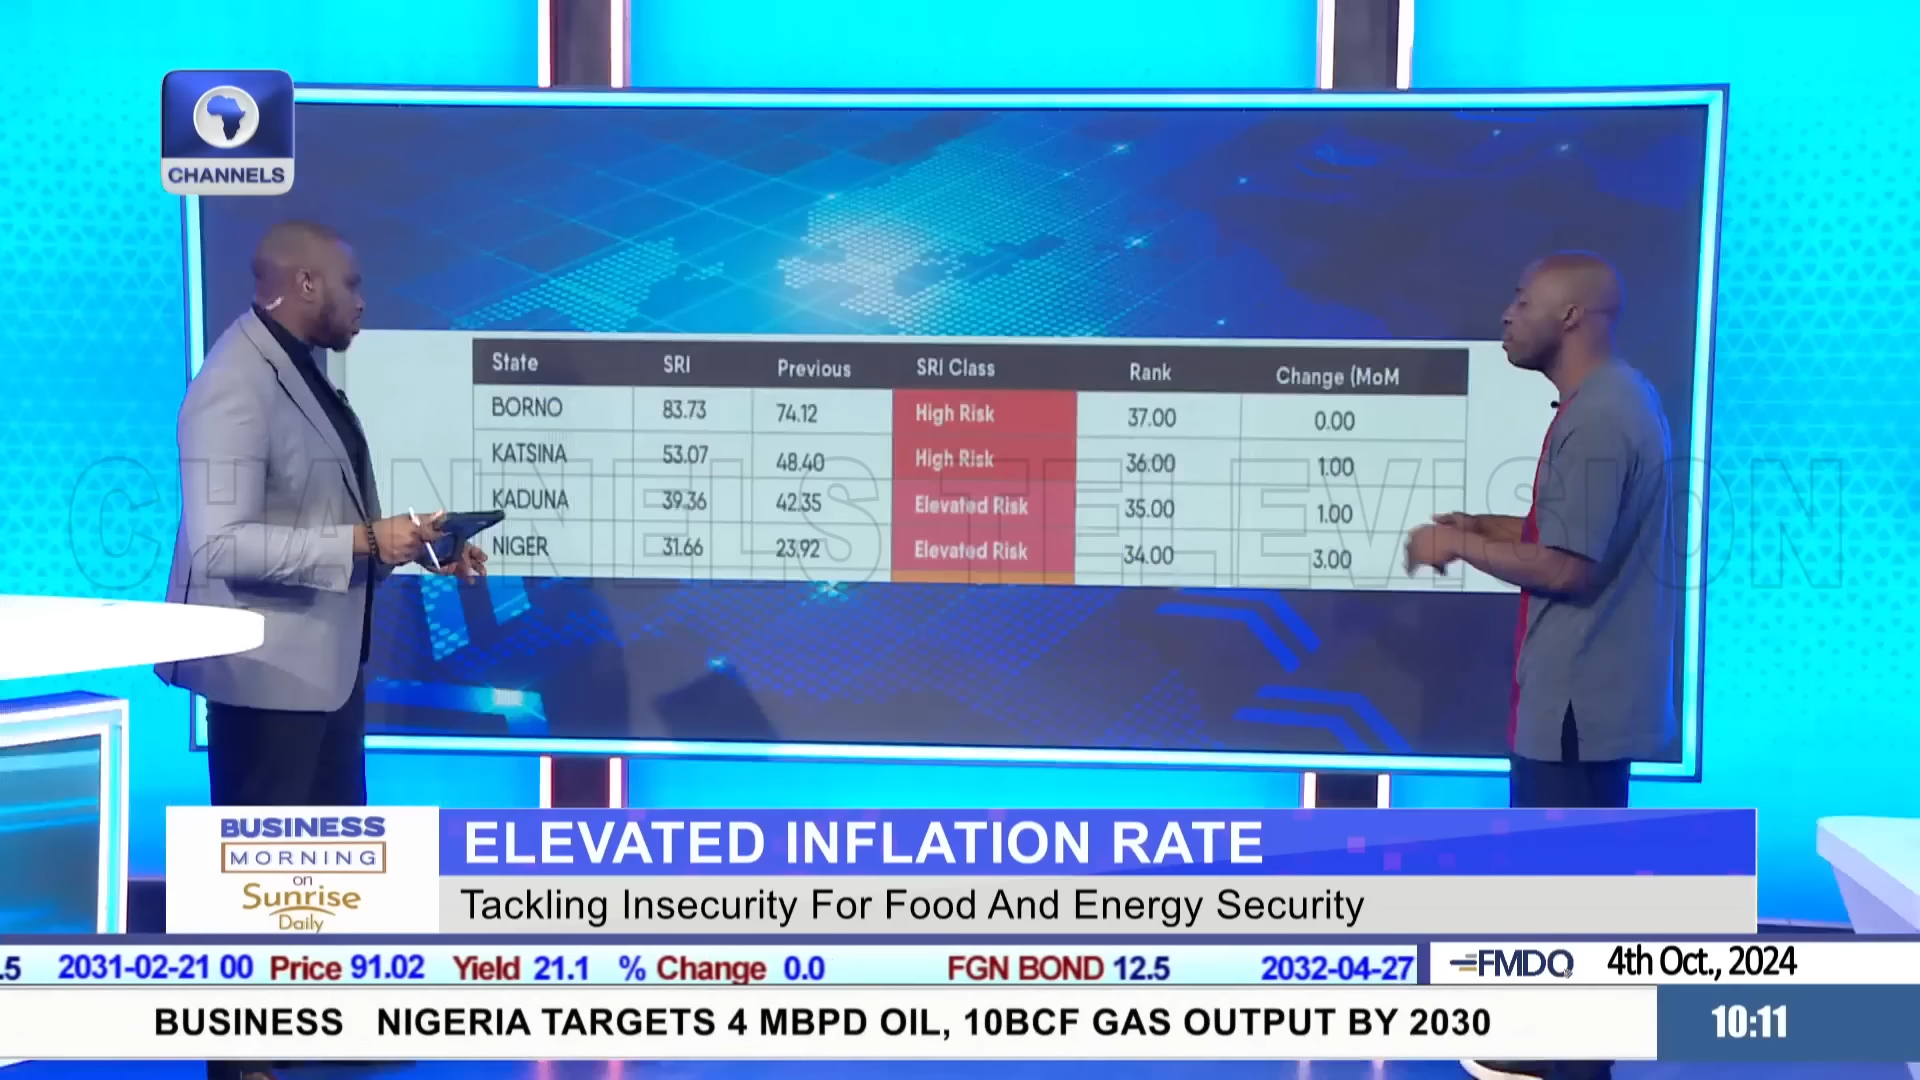 CHANNELS
State SRI Previous SRI Class Rank Change (MoM
BORNO 83.73 74.12 High Risk 37.00 0.00
KATSINA 53.07 48.40 High Risk 36.00 1.00
KADUNA 39.36 42.35 Elevated Risk 35.00 1.00
NIGER 31.66 23.92 Elevated Risk 34.00 3.00
CHANNELS TELEVISION
BUSINESS
MORNING
on
Sunrise
Daily
ELEVATED INFLATION RATE
Tackling Insecurity For Food And Energy Security
.5 2031-02-21 00 Price 91.02 Yield 21.1 % Change 0.0 FGN BOND 12.5 2032-04-27
FMDQ 4th Oct., 2024
BUSINESS NIGERIA TARGETS 4 MBPD OIL, 10BCF GAS OUTPUT BY 2030
10:11